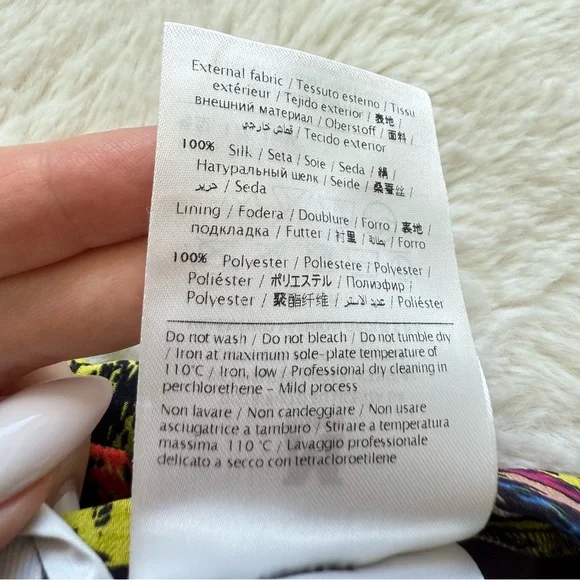 External fabric / Tessuto esterno / Tissu
extérieur / Tejido exterior / 表地 /
внешний материал / Oberstoff / 面料 /
قماش خارجي / Tecido exterior
100% Silk / Seta / Soie / Seda / 絹 /
Натуральный шелк / Seide / 桑蚕丝 /
حرير / Seda
Lining / Fodera / Doublure / Forro / 裏地 /
подкладка / Futter / 衬里 / بطانة / Forro
100% Polyester / Poliestere / Polyester /
Poliéster / ポリエステル / Полиэфир /
Polyester / 聚酯纤维 / عديد الاستر / Poliéster
Do not wash / Do not bleach / Do not tumble dry
/ Iron at maximum sole-plate temperature of
110°C / Iron, low / Professional dry cleaning in
perchlorethene – Mild process
Non lavare / Non candeggiare / Non usare
asciugatrice a tamburo / Stirare a temperatura
massima 110 °C / Lavaggio professionale
delicato a secco con tetracloroetilene